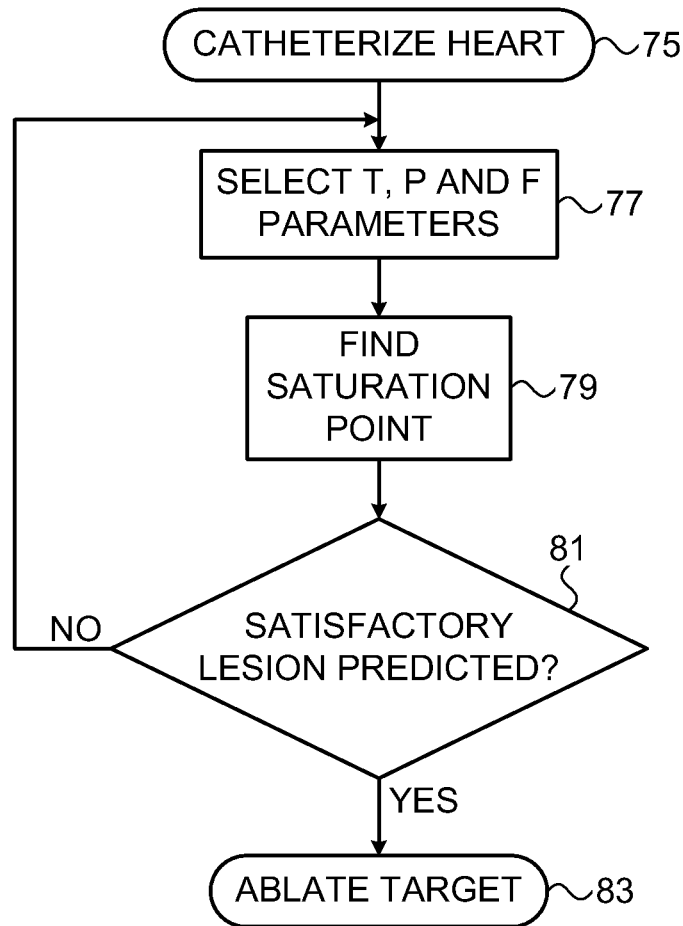 CATHETERIZE HEART
75
SELECT T, P AND F
PARAMETERS
77
FIND
SATURATION
POINT
79
81
SATISFACTORY
LESION PREDICTED?
NO
YES
ABLATE TARGET
83